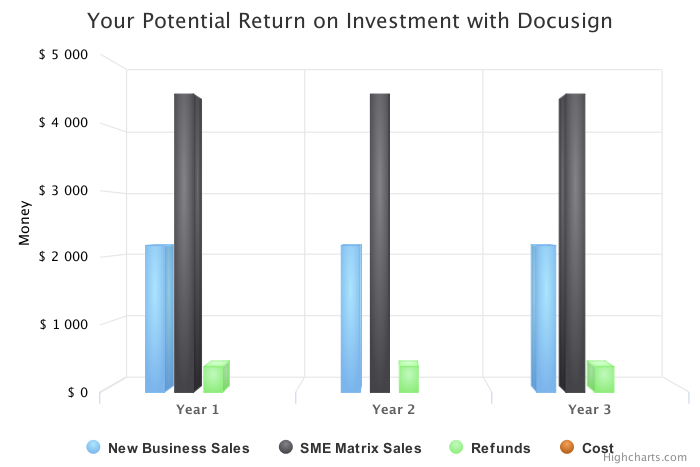 Your Potential Return on Investment with Docusign
$ 5 000
$ 4 000
$ 3 000
$ 2 000
$ 1 000
$ 0
Money
Year 1
Year 2
Year 3
New Business Sales
SME Matrix Sales
Refunds
Cost
Highcharts.com